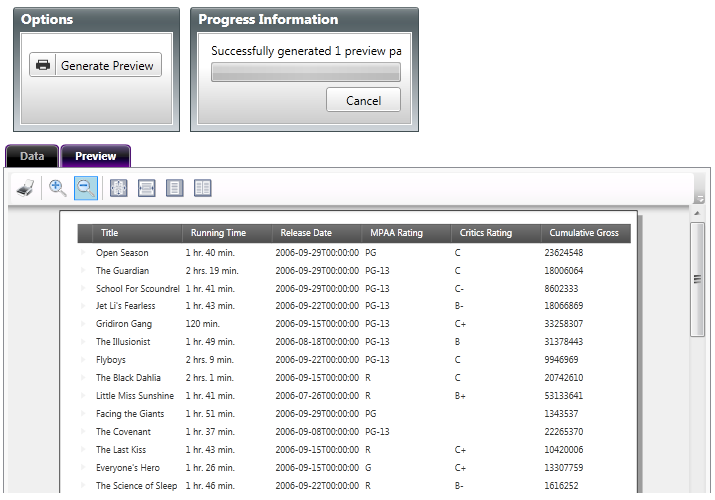 Options
Generate Preview
Progress Information
Successfully generated 1 preview pa
Cancel
Data Preview
Title Running Time Release Date MPAA Rating Critics Rating Cumulative Gross
Open Season 1 hr. 40 min. 2006-09-29T00:00:00 PG C 23624548
The Guardian 2 hrs. 19 min. 2006-09-29T00:00:00 PG-13 C 18006064
School For Scoundrel 1 hr. 41 min. 2006-09-29T00:00:00 PG-13 C- 8602333
Jet Li's Fearless 1 hr. 43 min. 2006-09-22T00:00:00 PG-13 B- 18066869
Gridiron Gang 120 min. 2006-09-15T00:00:00 PG-13 C+ 33258307
The Illusionist 1 hr. 49 min. 2006-08-18T00:00:00 PG-13 B 31378443
Flyboys 2 hrs. 9 min. 2006-09-22T00:00:00 PG-13 C 9946969
The Black Dahlia 2 hrs. 1 min. 2006-09-15T00:00:00 R C 20742610
Little Miss Sunshine 1 hr. 41 min. 2006-07-26T00:00:00 R B+ 53133641
Facing the Giants 1 hr. 51 min. 2006-09-29T00:00:00 PG 1343537
The Covenant 1 hr. 37 min. 2006-09-08T00:00:00 PG-13 22265370
The Last Kiss 1 hr. 43 min. 2006-09-15T00:00:00 R C+ 10420006
Everyone's Hero 1 hr. 26 min. 2006-09-15T00:00:00 G C+ 13307759
The Science of Sleep 1 hr. 46 min. 2006-09-22T00:00:00 R B- 1616252